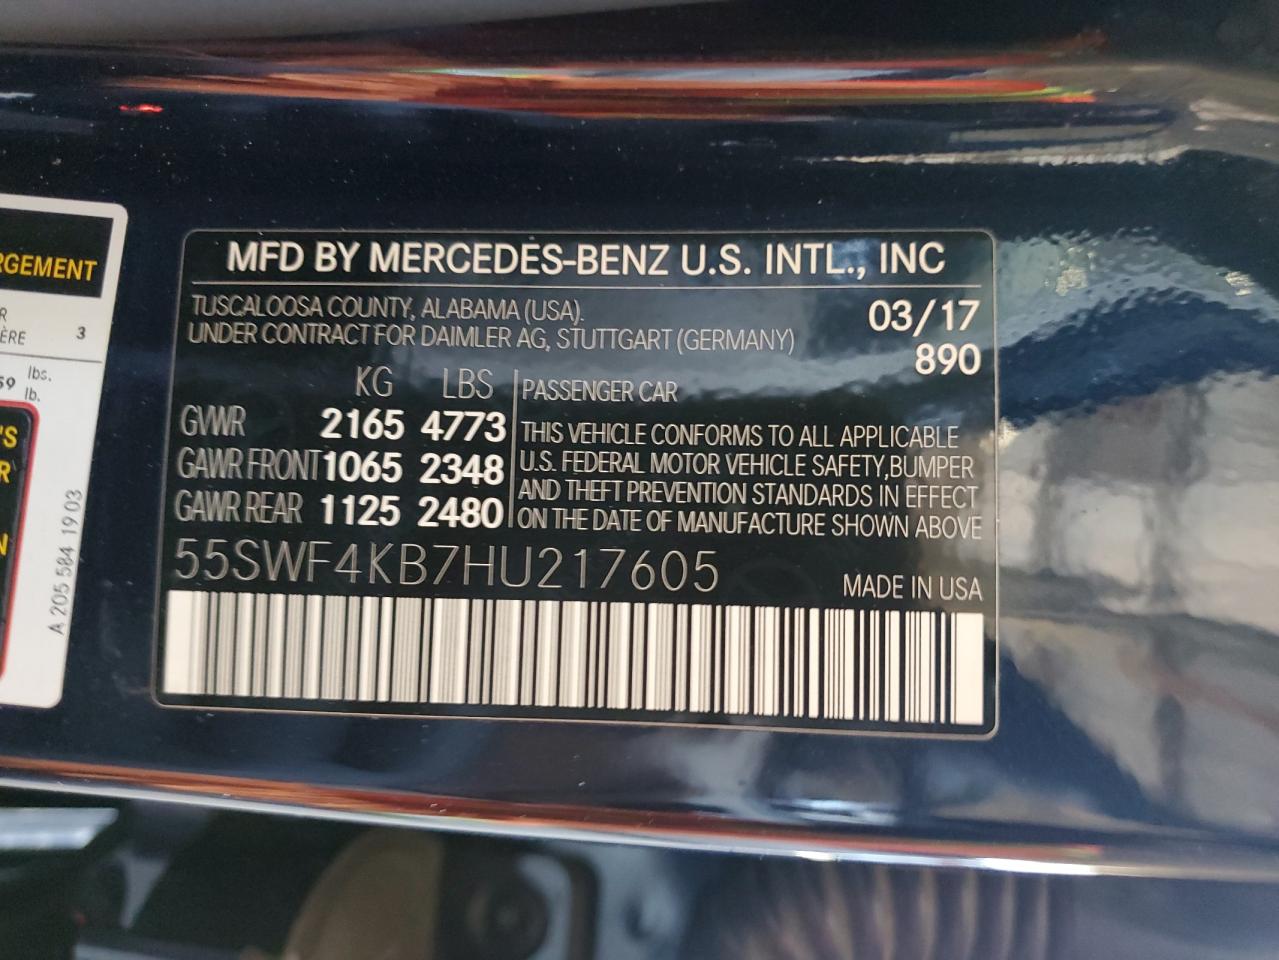 RGEMENT
R
ÈRE 3
59 lbs.
lb.
'S
R
N
A 205 584 19 03
MFD BY MERCEDES-BENZ U.S. INTL., INC
TUSCALOOSA COUNTY, ALABAMA (USA). 03/17
UNDER CONTRACT FOR DAIMLER AG, STUTTGART (GERMANY) 890
KG LBS PASSENGER CAR
GVWR 2165 4773
GAWR FRONT 1065 2348
GAWR REAR 1125 2480
THIS VEHICLE CONFORMS TO ALL APPLICABLE
U.S. FEDERAL MOTOR VEHICLE SAFETY,BUMPER
AND THEFT PREVENTION STANDARDS IN EFFECT
ON THE DATE OF MANUFACTURE SHOWN ABOVE
55SWF4KB7HU217605 MADE IN USA